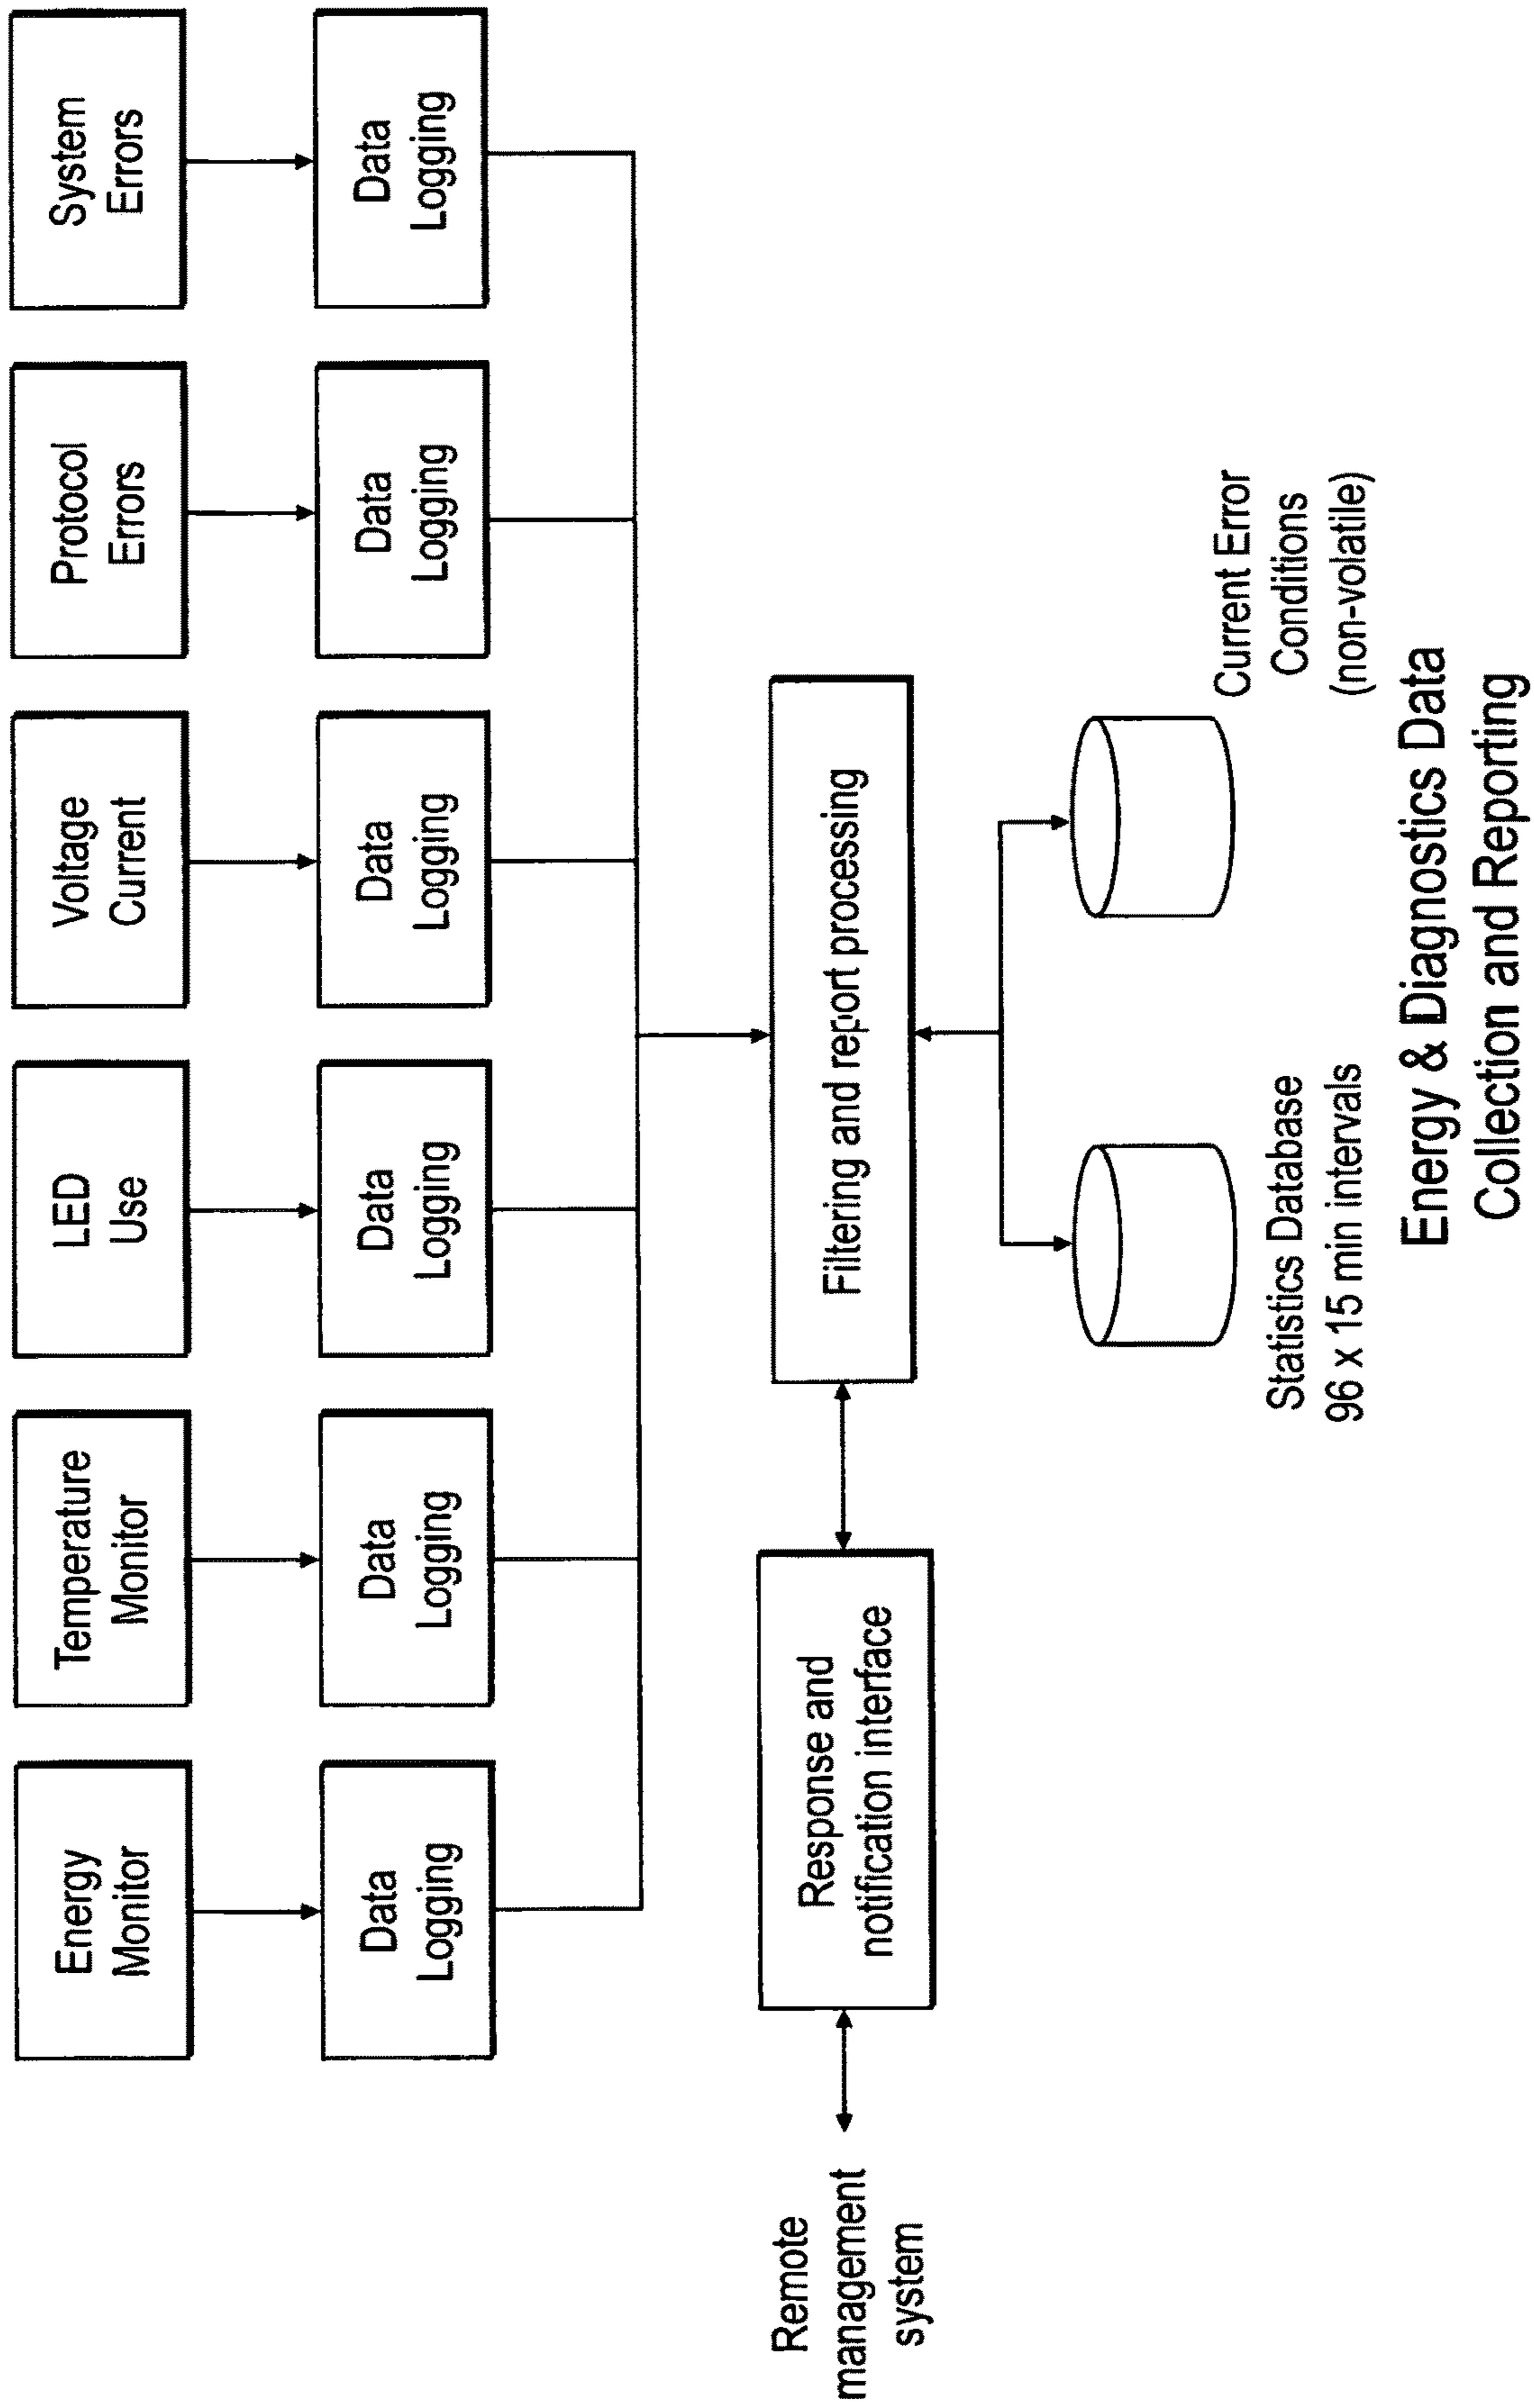 Energy
Monitor
Temperature
Monitor
LED
Use
Voltage
Current
Protocol
Errors
System
Errors
Data
Logging
Data
Logging
Data
Logging
Data
Logging
Data
Logging
Data
Logging
Remote
management
system
Response and
notification interface
Filtering and report processing
Statistics Database
96 x 15 min intervals
Current Error
Conditions
(non-volatile)
Energy & Diagnostics Data
Collection and Reporting